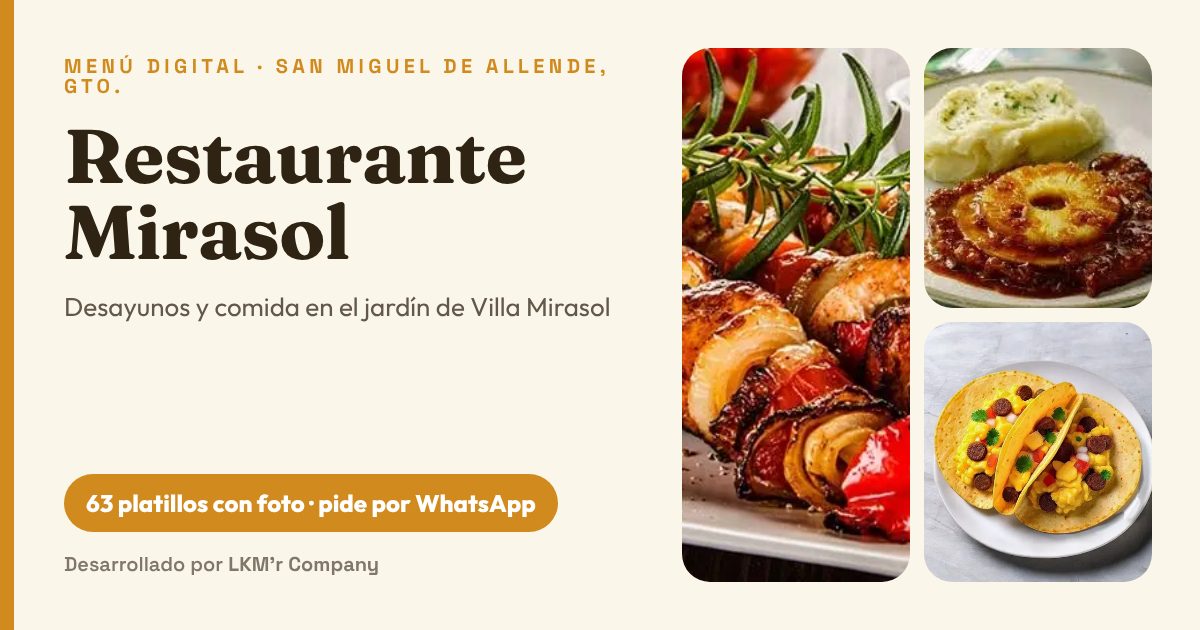 MENÚ DIGITAL · SAN MIGUEL DE ALLENDE,
GTO.
Restaurante
Mirasol
Desayunos y comida en el jardín de Villa Mirasol
63 platillos con foto · pide por WhatsApp
Desarrollado por LKM’r Company